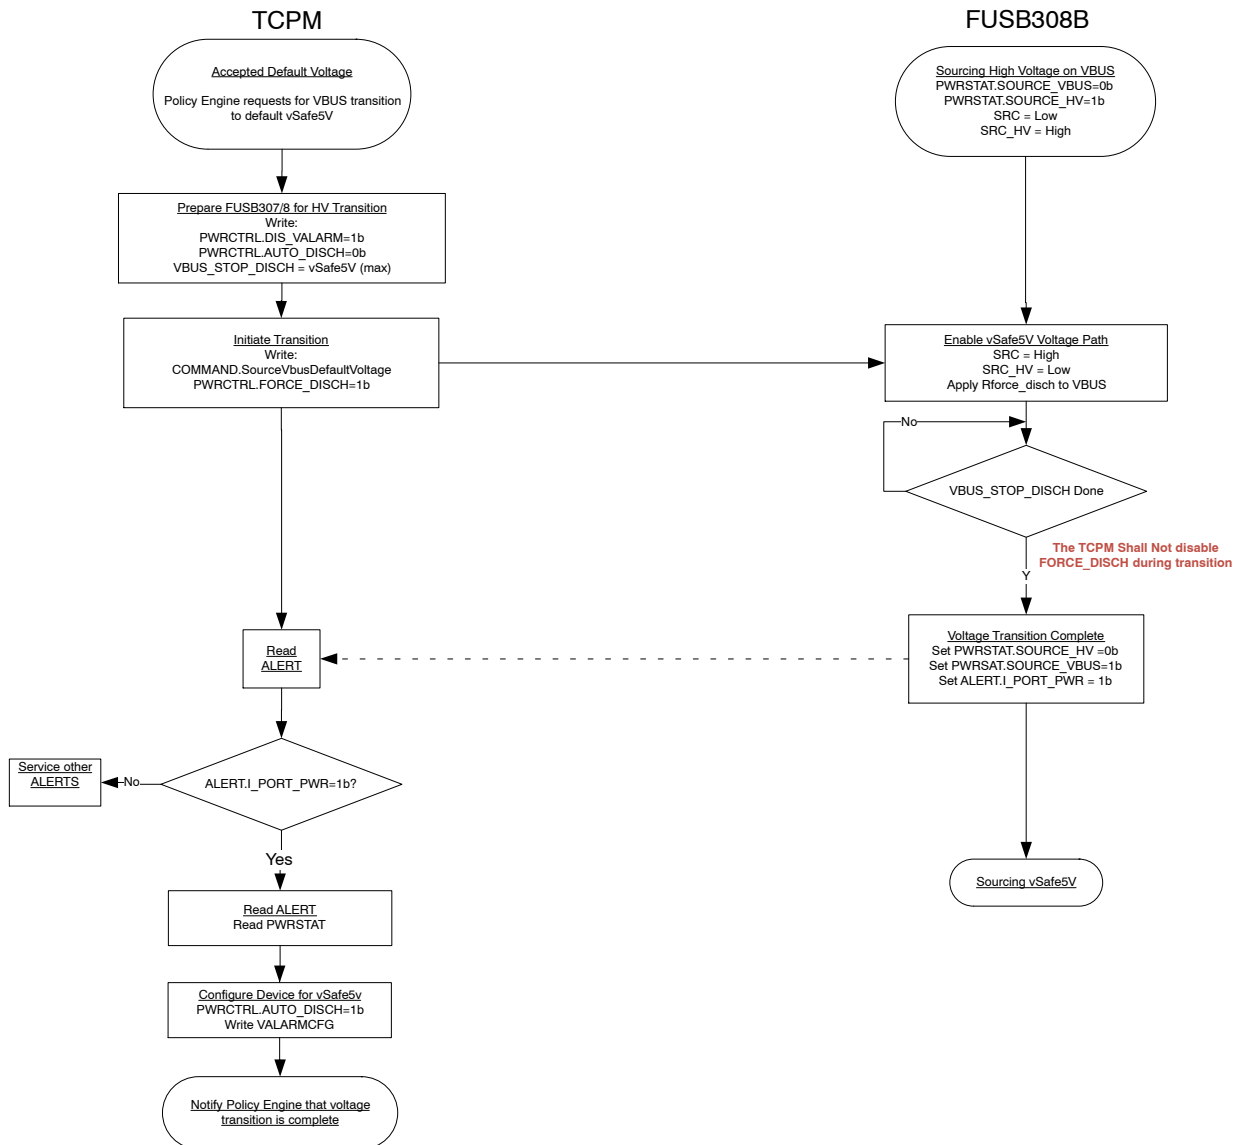 TCPM
FUSB308B
Accepted Default Voltage
Policy Engine requests for VBUS transition
to default vSafe5V
Sourcing High Voltage on VBUS
PWRSTAT.SOURCE_VBUS=0b
PWRSTAT.SOURCE_HV=1b
SRC = Low
SRC_HV = High
Prepare FUSB307/8 for HV Transition
Write:
PWRCTRL.DIS_VALARM=1b
PWRCTRL.AUTO_DISCH=0b
VBUS_STOP_DISCH = vSafe5V (max)
Initiate Transition
Write:
COMMAND.SourceVbusDefaultVoltage
PWRCTRL.FORCE_DISCH=1b
Enable vSafe5V Voltage Path
SRC = High
SRC_HV = Low
Apply Rforce_disch to VBUS
No
VBUS_STOP_DISCH Done
The TCPM Shall Not disable
FORCE_DISCH during transition
Y
Voltage Transition Complete
Set PWRSTAT.SOURCE_HV =0b
Set PWRSAT.SOURCE_VBUS=1b
Set ALERT.I_PORT_PWR = 1b
Read
ALERT
Service other
ALERTS
No
ALERT.I_PORT_PWR=1b?
Yes
Sourcing vSafe5V
Read ALERT
Read PWRSTAT
Configure Device for vSafe5v
PWRCTRL.AUTO_DISCH=1b
Write VALARMCFG
Notify Policy Engine that voltage
transition is complete